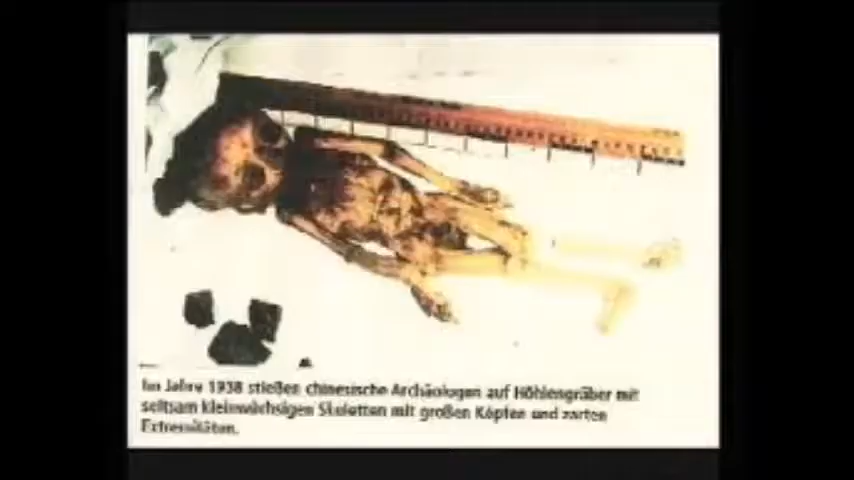 Im Jahre 1938 stießen chinesische Archäologen auf Höhlengräber mit
seltsam kleinwüchsigen Skeletten mit großen Köpfen und zarten
Extremitäten.